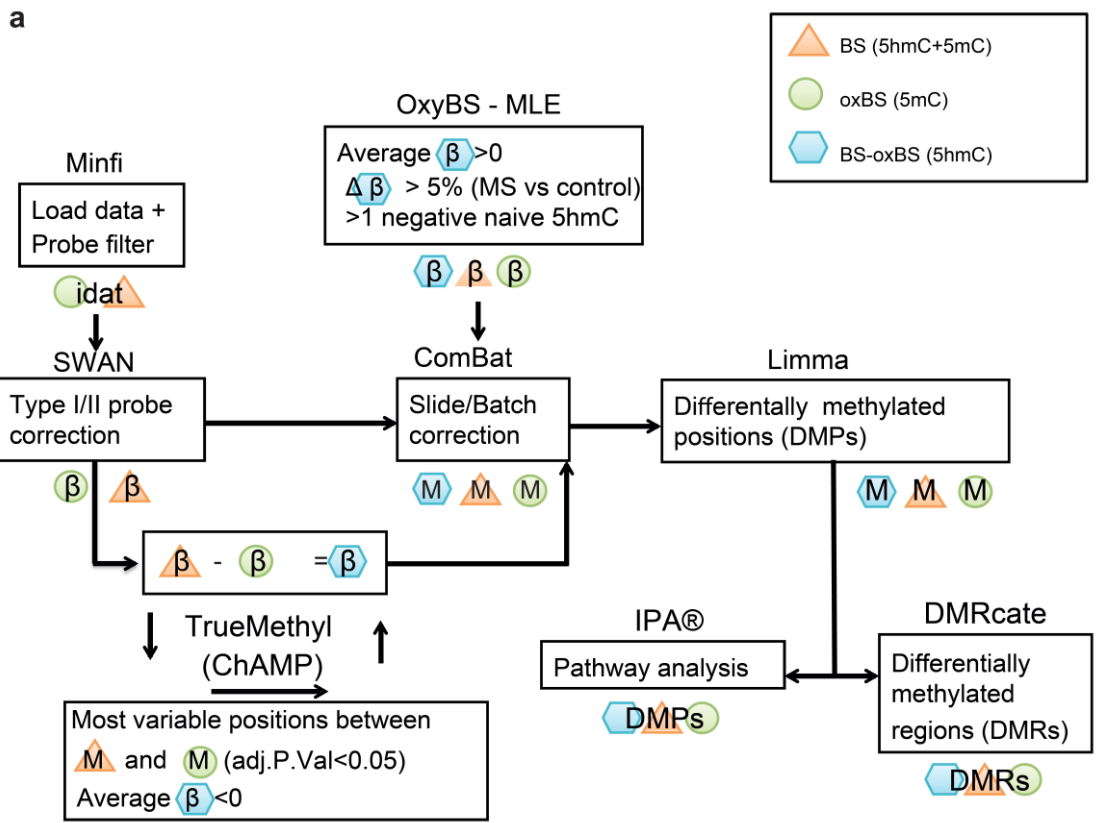 a
BS (5hmC+5mC)
oxBS (5mC)
BS-oxBS (5hmC)
OxyBS - MLE
Average β >0
Δ β > 5% (MS vs control)
>1 negative naive 5hmC
β β β
Minfi
Load data +
Probe filter
idat
SWAN
Type I/II probe
correction
β β
ComBat
Slide/Batch
correction
M M M
Limma
Differentally methylated
positions (DMPs)
M M M
β - β = β
TrueMethyl
(ChAMP)
Most variable positions between
M and M (adj.P.Val<0.05)
Average β <0
IPA®
Pathway analysis
DMPs
DMRcate
Differentially
methylated
regions (DMRs)
DMRs